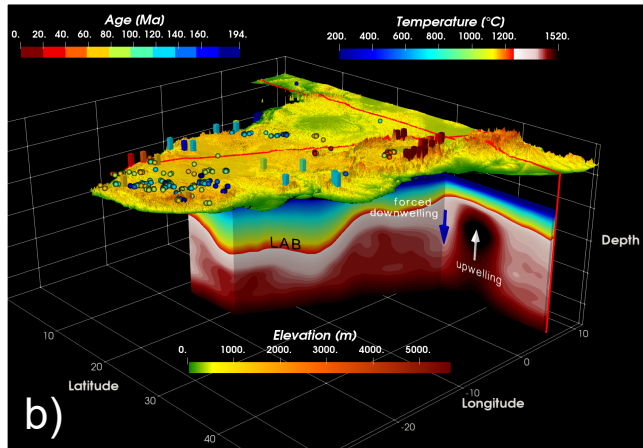 Age (Ma)
0. 20. 40. 60. 80. 100. 120. 140. 160. 194.
Temperature (°C)
200. 400. 600. 800. 1000. 1200. 1520.
forced
downwelling
LAB
upwelling
Depth
Elevation (m)
0. 1000. 2000. 3000. 4000. 5000.
10
20
30
40
Latitude
10
0
-10
-20
Longitude
b)